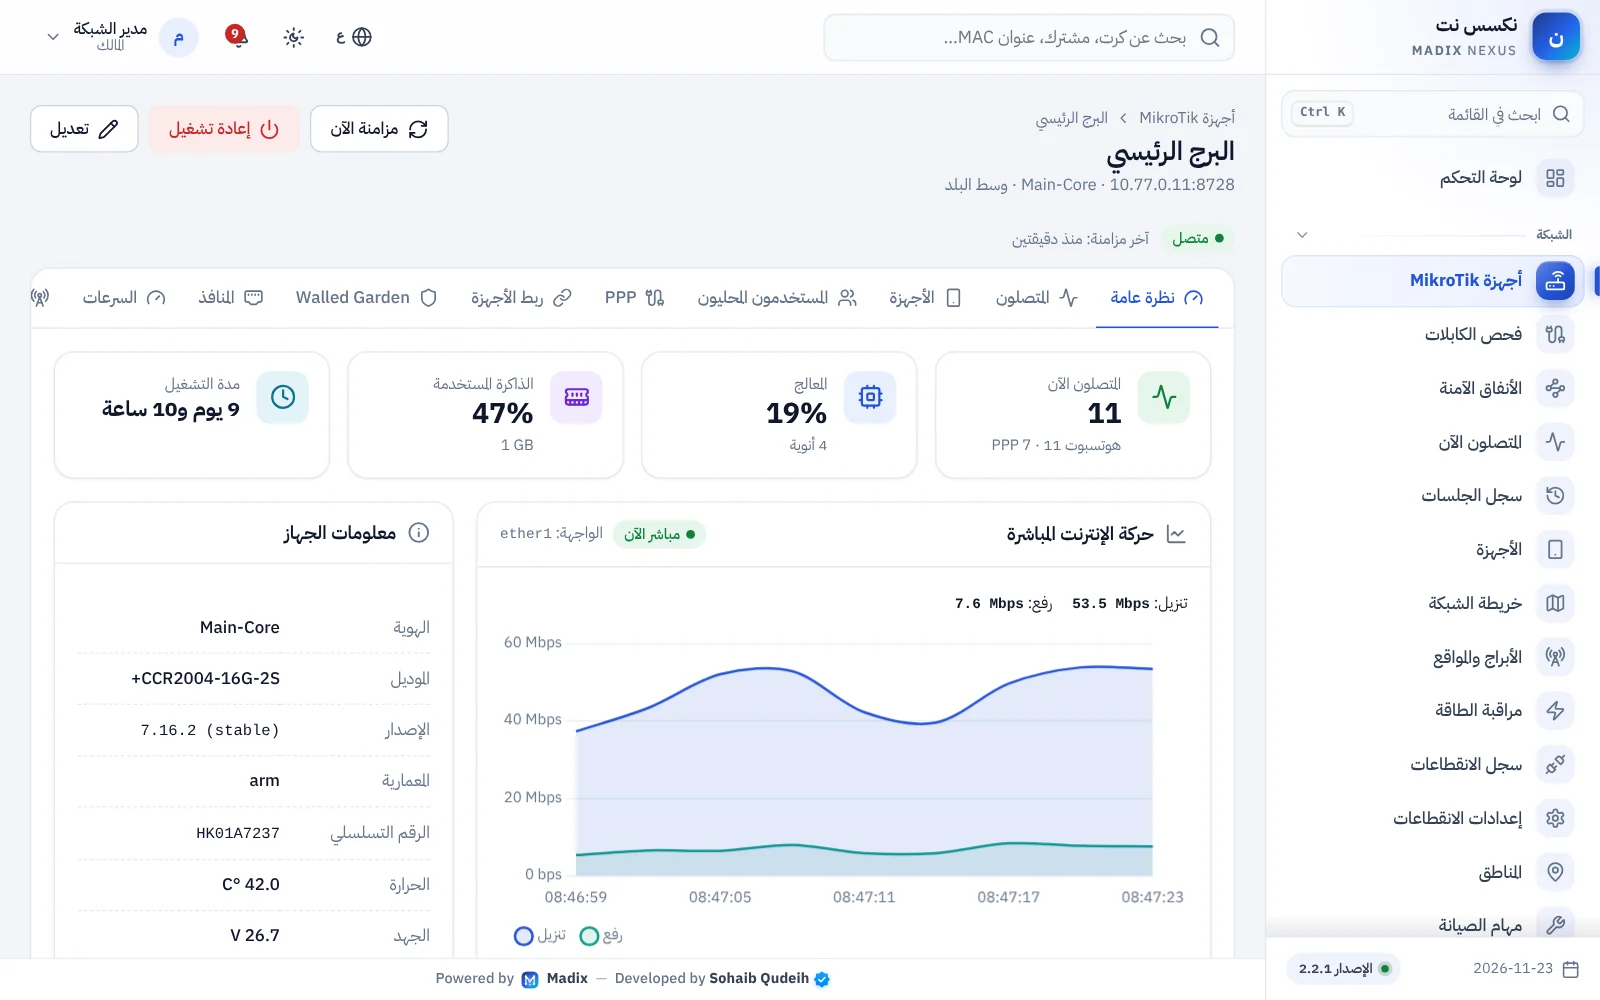 نكسس نت
MADIX NEXUS
بحث عن كرت، مشترك، عنوان MAC...
ع
9
م
مدير الشبكة
المالك
ابحث في القائمة
Ctrl K
لوحة التحكم
الشبكة
أجهزة MikroTik
فحص الكابلات
الأنفاق الآمنة
المتصلون الآن
سجل الجلسات
الأجهزة
خريطة الشبكة
الأبراج والمواقع
مراقبة الطاقة
سجل الانقطاعات
إعدادات الانقطاعات
المناطق
مهام الصيانة
2026-11-23
الإصدار 2.2.1
أجهزة MikroTik
البرج الرئيسي
البرج الرئيسي
10.77.0.11:8728 · Main-Core · وسط البلد
مزامنة الآن
إعادة تشغيل
تعديل
متصل
آخر مزامنة: منذ دقيقتين
نظرة عامة
المتصلون
الأجهزة
المستخدمون المحليون
PPP
ربط الأجهزة
Walled Garden
المنافذ
السرعات
المتصلون الآن
11
هوتسبوت 11 · PPP 7
المعالج
19%
4 أنوية
الذاكرة المستخدمة
47%
1 GB
مدة التشغيل
9 يوم و10 ساعة
حركة الإنترنت المباشرة
مباشر الآن
الواجهة: ether1
تنزيل: 53.5 Mbps رفع: 7.6 Mbps
60 Mbps
40 Mbps
20 Mbps
0 bps
08:46:59 08:47:05 08:47:11 08:47:17 08:47:23
تنزيل رفع
معلومات الجهاز
الهوية Main-Core
الموديل CCR2004-16G-2S+
الإصدار 7.16.2 (stable)
المعمارية arm
الرقم التسلسلي HK01A7237
الحرارة 42.0 °C
الجهد 26.7 V
Powered by Madix — Developed by Sohaib Qudeih